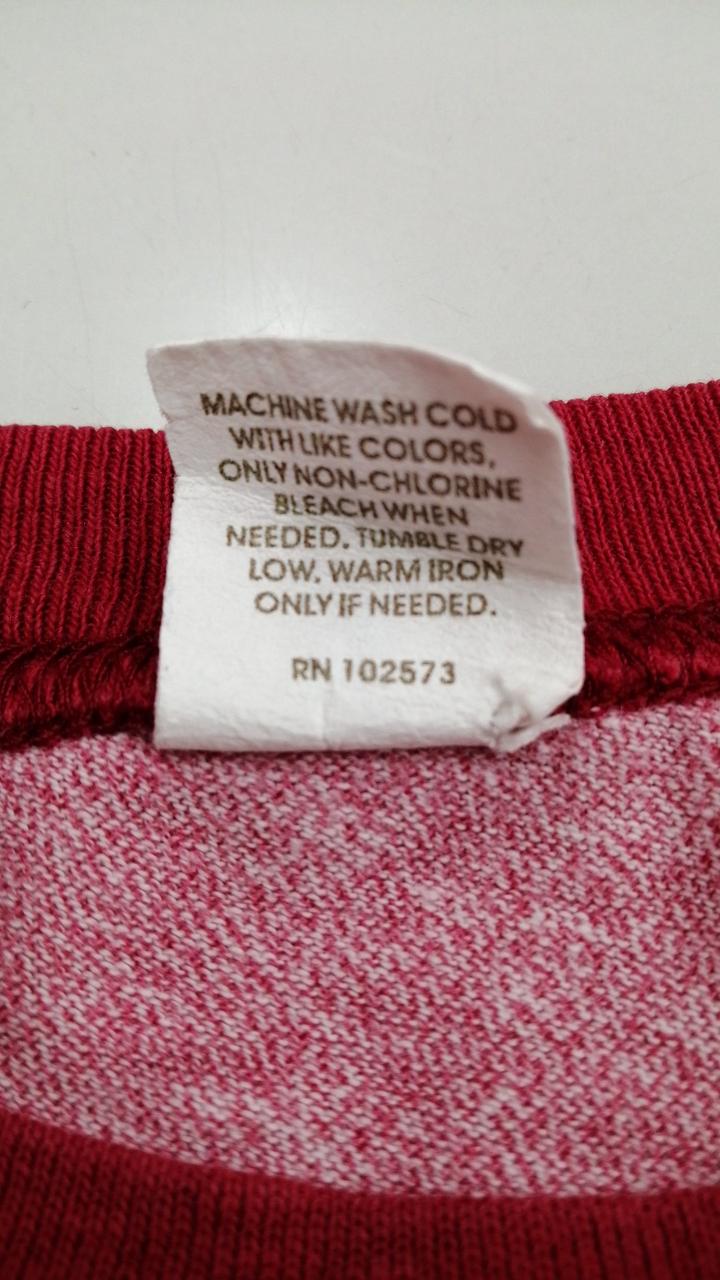 MACHINE WASH COLD
WITH LIKE COLORS,
ONLY NON-CHLORINE
BLEACH WHEN
NEEDED. TUMBLE DRY
LOW. WARM IRON
ONLY IF NEEDED.
RN 102573